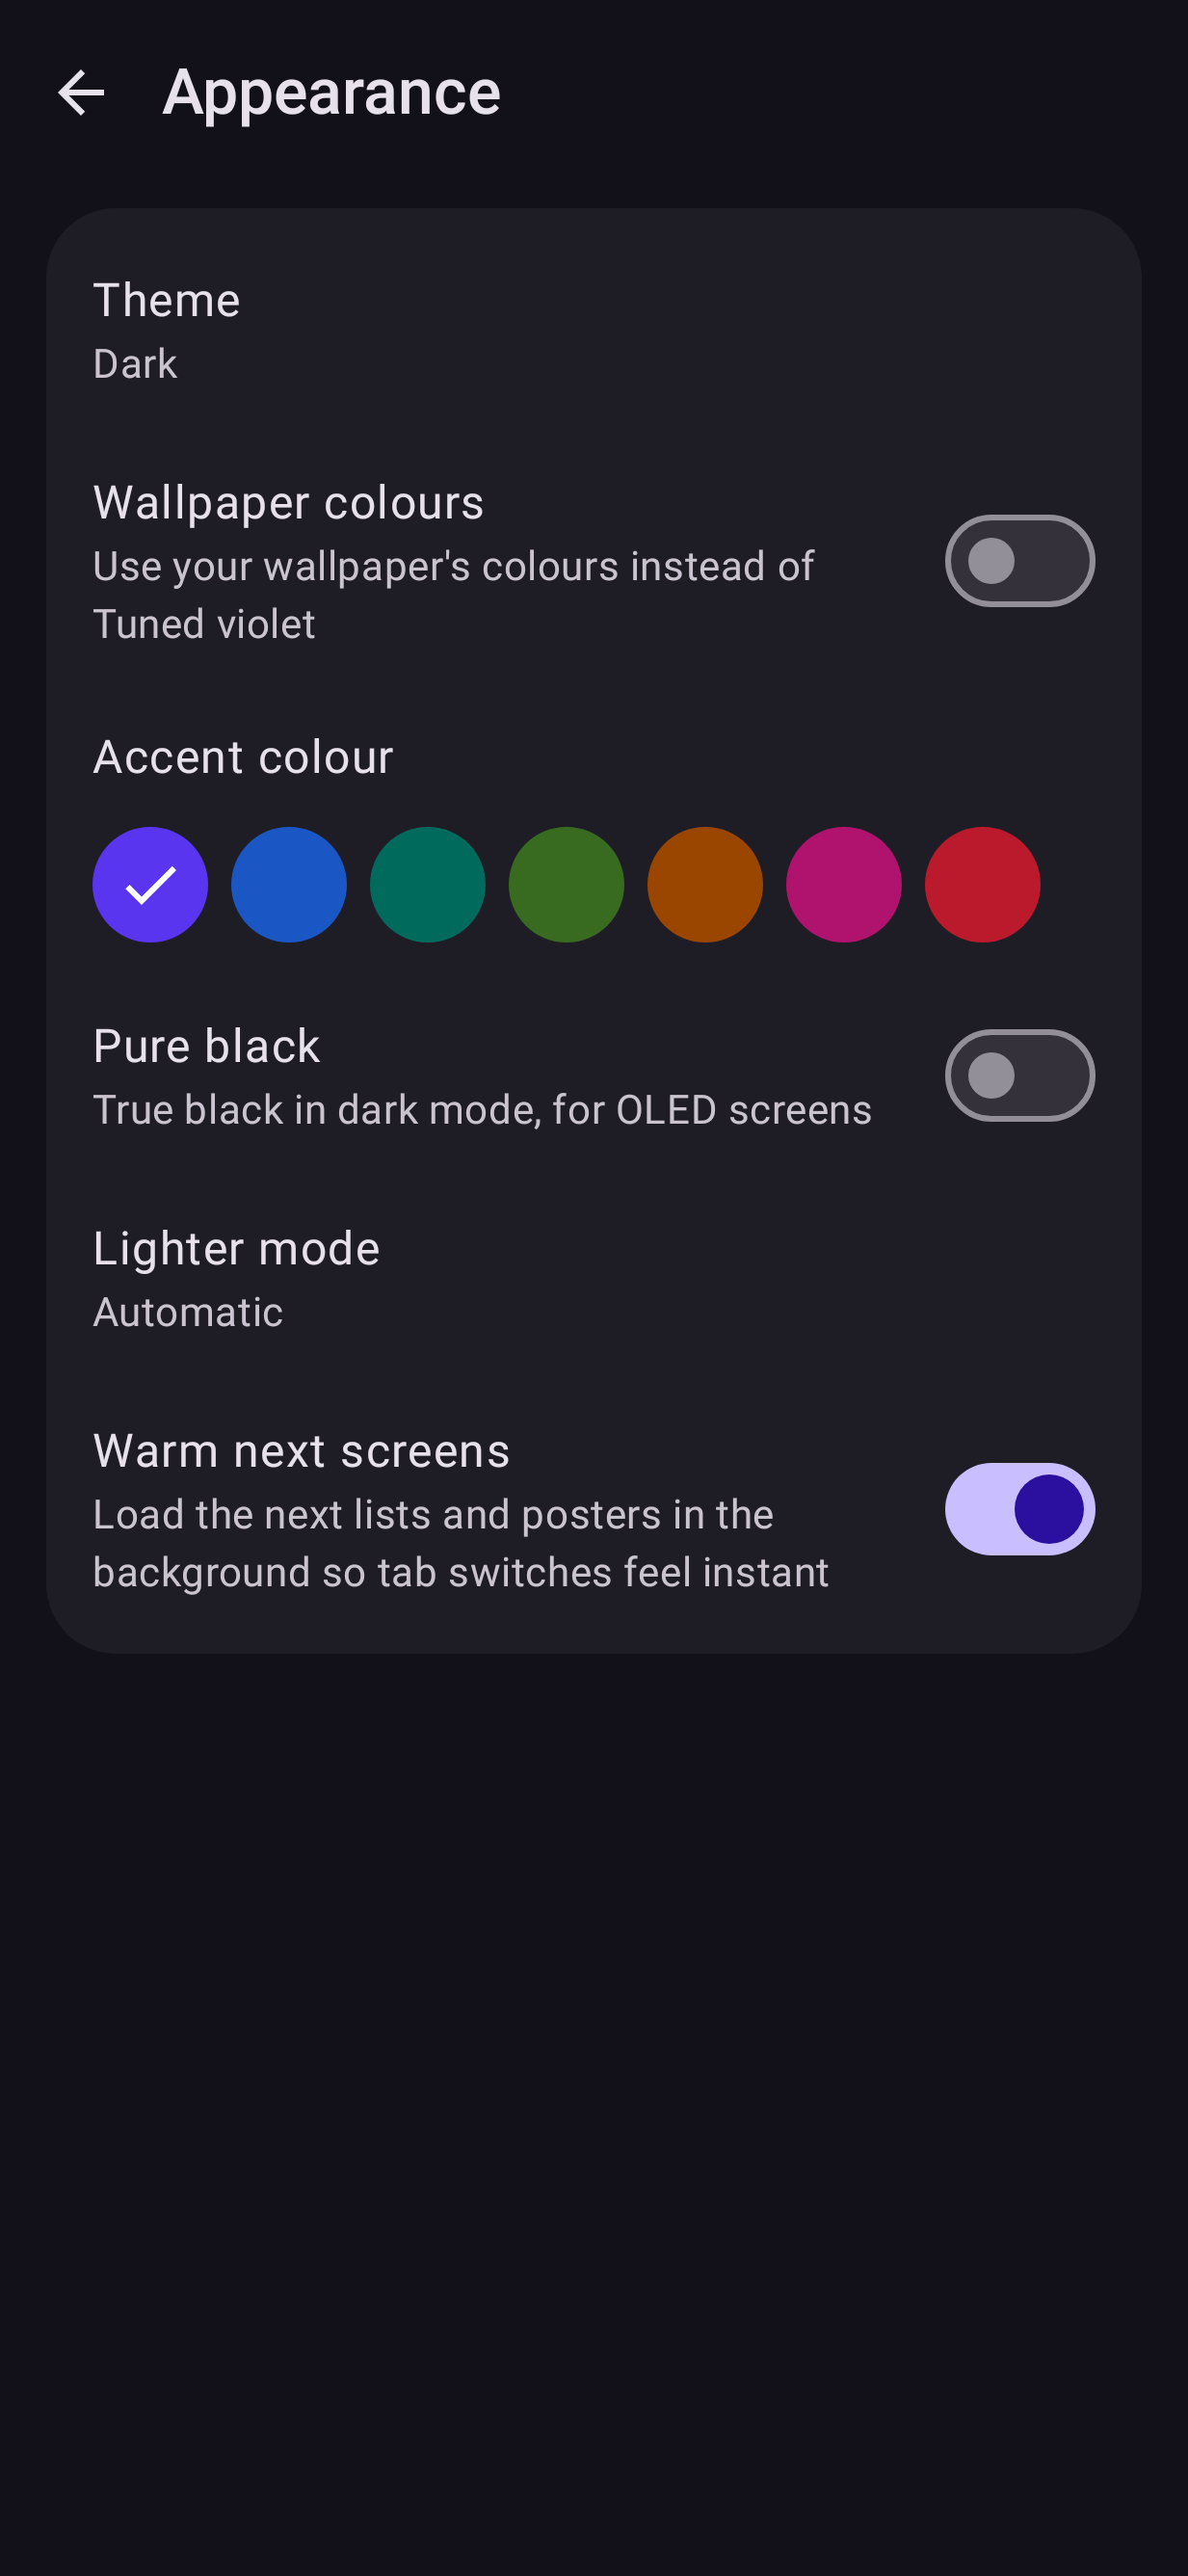 Appearance
Theme
Dark
Wallpaper colours
Use your wallpaper's colours instead of
Tuned violet
Accent colour
Pure black
True black in dark mode, for OLED screens
Lighter mode
Automatic
Warm next screens
Load the next lists and posters in the
background so tab switches feel instant